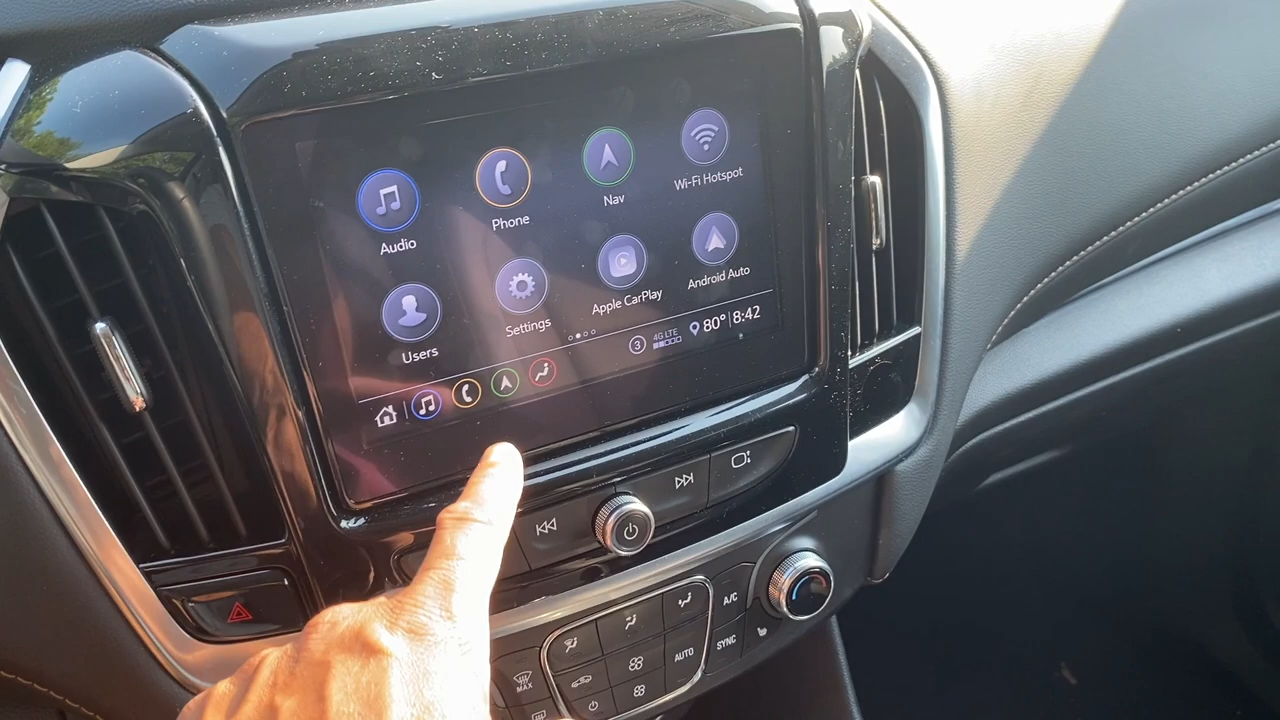 Audio
Phone
Nav
Wi-Fi Hotspot
Users
Settings
Apple CarPlay
Android Auto
3
4G LTE
80°
8:42
A/C
AUTO
SYNC
MAX